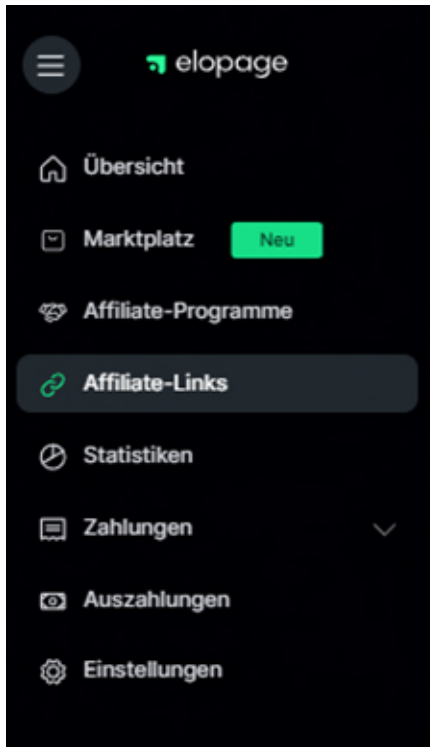 elopage
Übersicht
Marktplatz Neu
Affiliate-Programme
Affiliate-Links
Statistiken
Zahlungen
Auszahlungen
Einstellungen